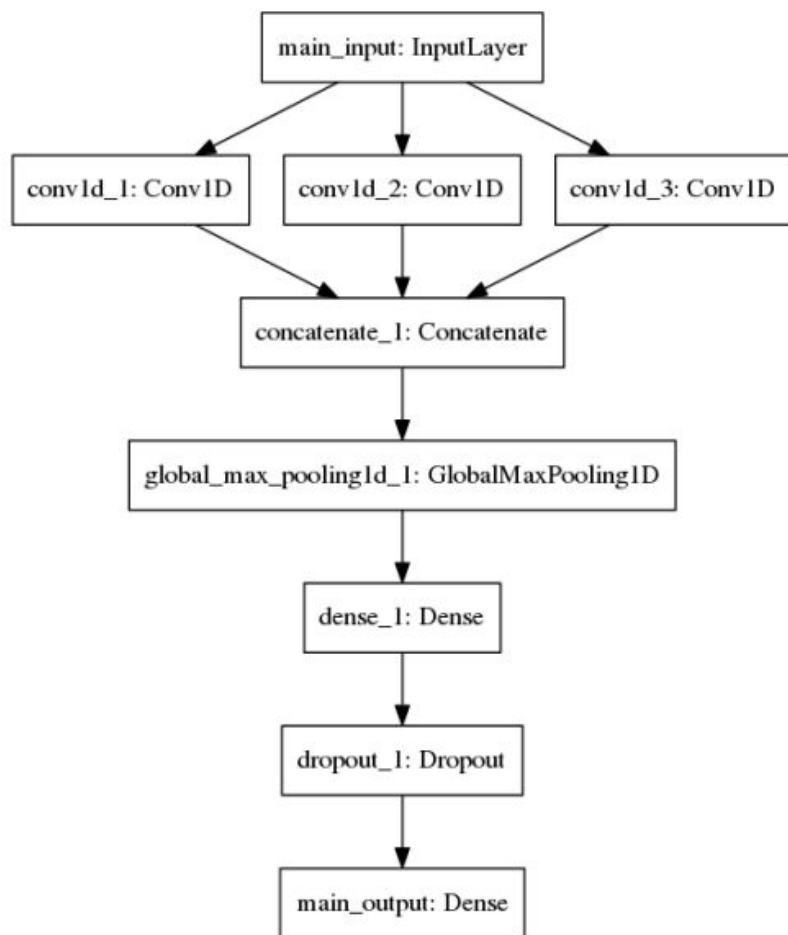 main_input: InputLayer
conv1d_1: Conv1D
conv1d_2: Conv1D
conv1d_3: Conv1D
concatenate_1: Concatenate
global_max_pooling1d_1: GlobalMaxPooling1D
dense_1: Dense
dropout_1: Dropout
main_output: Dense